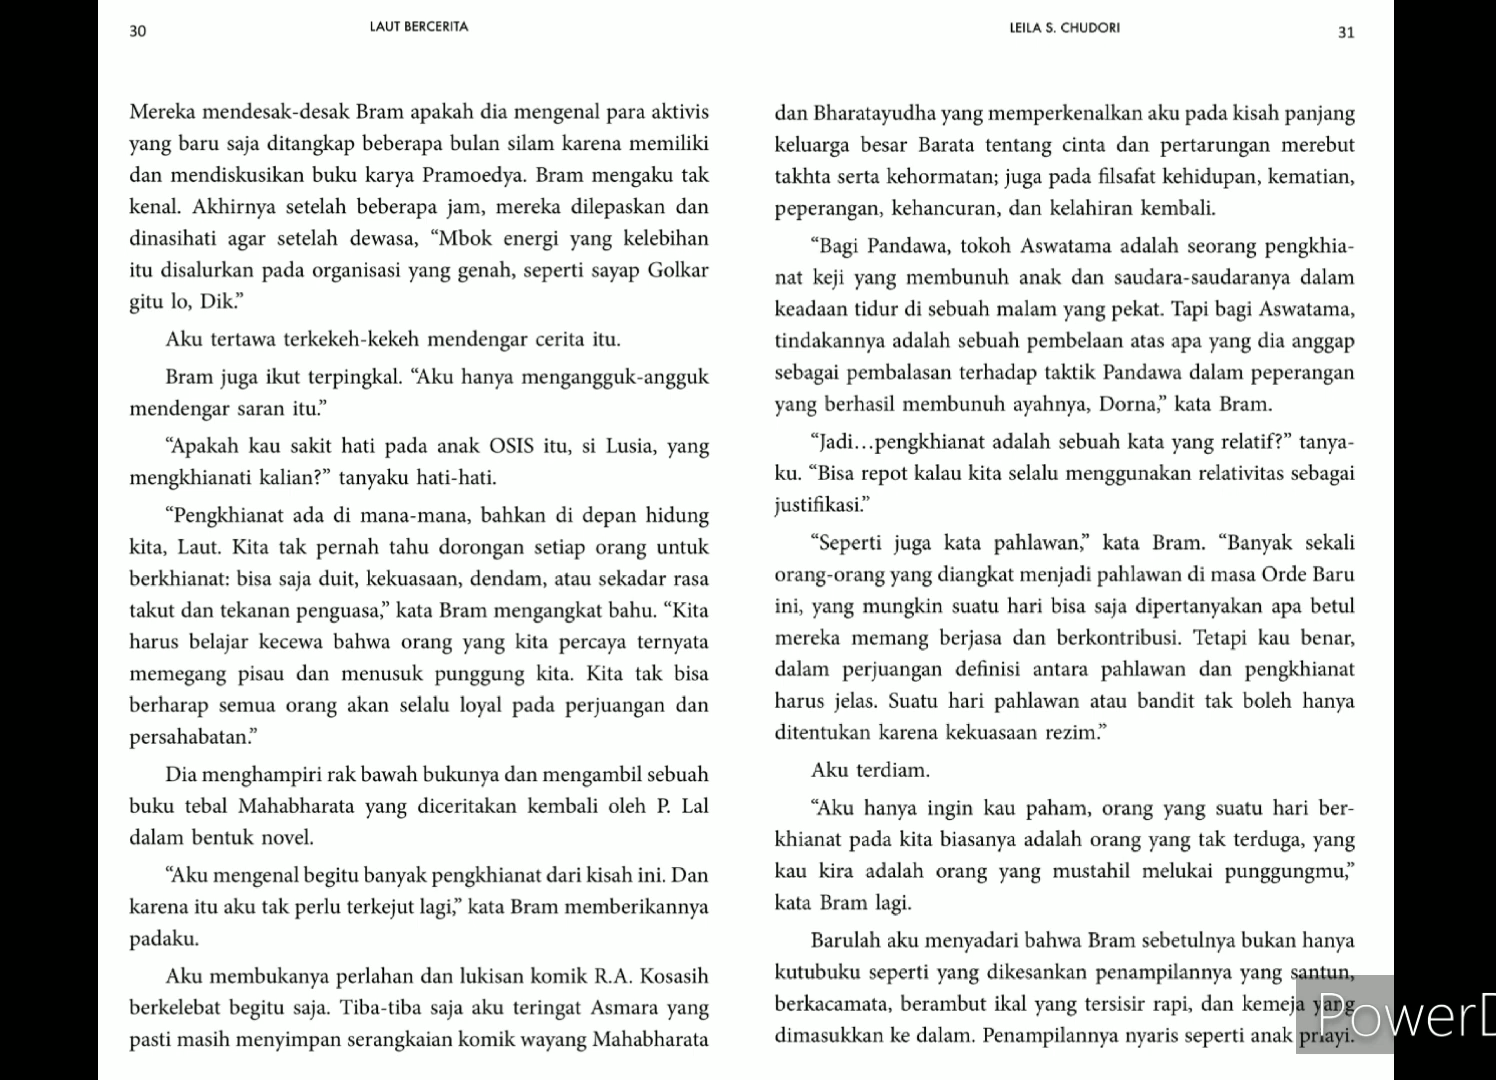 30
LAUT BERCERITA
Mereka mendesak-desak Bram apakah dia mengenal para aktivis
yang baru saja ditangkap beberapa bulan silam karena memiliki
dan mendiskusikan buku karya Pramoedya. Bram mengaku tak
kenal. Akhirnya setelah beberapa jam, mereka dilepaskan dan
dinasihati agar setelah dewasa, “Mbok energi yang kelebihan
itu disalurkan pada organisasi yang genah, seperti sayap Golkar
gitu lo, Dik.”
Aku tertawa terkekeh-kekeh mendengar cerita itu.
Bram juga ikut terpingkal. “Aku hanya mengangguk-angguk
mendengar saran itu.”
“Apakah kau sakit hati pada anak OSIS itu, si Lusia, yang
mengkhianati kalian?” tanyaku hati-hati.
“Pengkhianat ada di mana-mana, bahkan di depan hidung
kita, Laut. Kita tak pernah tahu dorongan setiap orang untuk
berkhianat: bisa saja duit, kekuasaan, dendam, atau sekadar rasa
takut dan tekanan penguasa,” kata Bram mengangkat bahu. “Kita
harus belajar kecewa bahwa orang yang kita percaya ternyata
memegang pisau dan menusuk punggung kita. Kita tak bisa
berharap semua orang akan selalu loyal pada perjuangan dan
persahabatan.”
Dia menghampiri rak bawah bukunya dan mengambil sebuah
buku tebal Mahabharata yang diceritakan kembali oleh P. Lal
dalam bentuk novel.
“Aku mengenal begitu banyak pengkhianat dari kisah ini. Dan
karena itu aku tak perlu terkejut lagi,” kata Bram memberikannya
padaku.
Aku membukanya perlahan dan lukisan komik R.A. Kosasih
berkelebat begitu saja. Tiba-tiba saja aku teringat Asmara yang
pasti masih menyimpan serangkaian komik wayang Mahabharata
LEILA S. CHUDORI
31
dan Bharatayudha yang memperkenalkan aku pada kisah panjang
keluarga besar Barata tentang cinta dan pertarungan merebut
takhta serta kehormatan; juga pada filsafat kehidupan, kematian,
peperangan, kehancuran, dan kelahiran kembali.
“Bagi Pandawa, tokoh Aswatama adalah seorang pengkhia-
nat keji yang membunuh anak dan saudara-saudaranya dalam
keadaan tidur di sebuah malam yang pekat. Tapi bagi Aswatama,
tindakannya adalah sebuah pembelaan atas apa yang dia anggap
sebagai pembalasan terhadap taktik Pandawa dalam peperangan
yang berhasil membunuh ayahnya, Dorna,” kata Bram.
“Jadi…pengkhianat adalah sebuah kata yang relatif?” tanya-
ku. “Bisa repot kalau kita selalu menggunakan relativitas sebagai
justifikasi.”
“Seperti juga kata pahlawan,” kata Bram. “Banyak sekali
orang-orang yang diangkat menjadi pahlawan di masa Orde Baru
ini, yang mungkin suatu hari bisa saja dipertanyakan apa betul
mereka memang berjasa dan berkontribusi. Tetapi kau benar,
dalam perjuangan definisi antara pahlawan dan pengkhianat
harus jelas. Suatu hari pahlawan atau bandit tak boleh hanya
ditentukan karena kekuasaan rezim.”
Aku terdiam.
“Aku hanya ingin kau paham, orang yang suatu hari ber-
khianat pada kita biasanya adalah orang yang tak terduga, yang
kau kira adalah orang yang mustahil melukai punggungmu,”
kata Bram lagi.
Barulah aku menyadari bahwa Bram sebetulnya bukan hanya
kutubuku seperti yang dikesankan penampilannya yang santun,
berkacamata, berambut ikal yang tersisir rapi, dan kemeja yang
dimasukkan ke dalam. Penampilannya nyaris seperti anak priayi.
Power